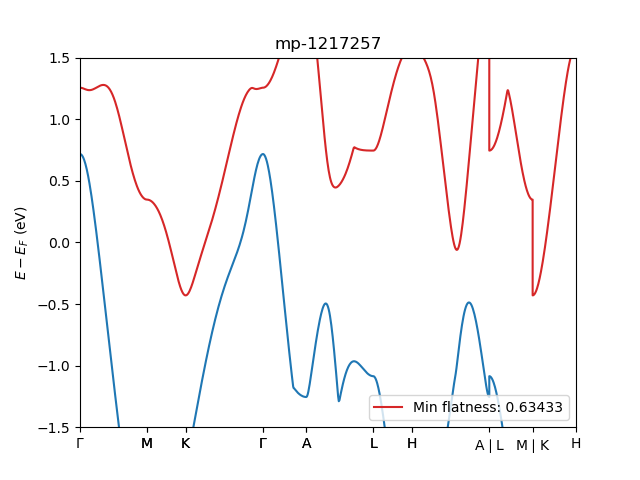 mp-1217257
E − E_F (eV)
1.5
1.0
0.5
0.0
−0.5
−1.0
−1.5
Min flatness: 0.63433
Γ M K Γ A L H A | L M | K H